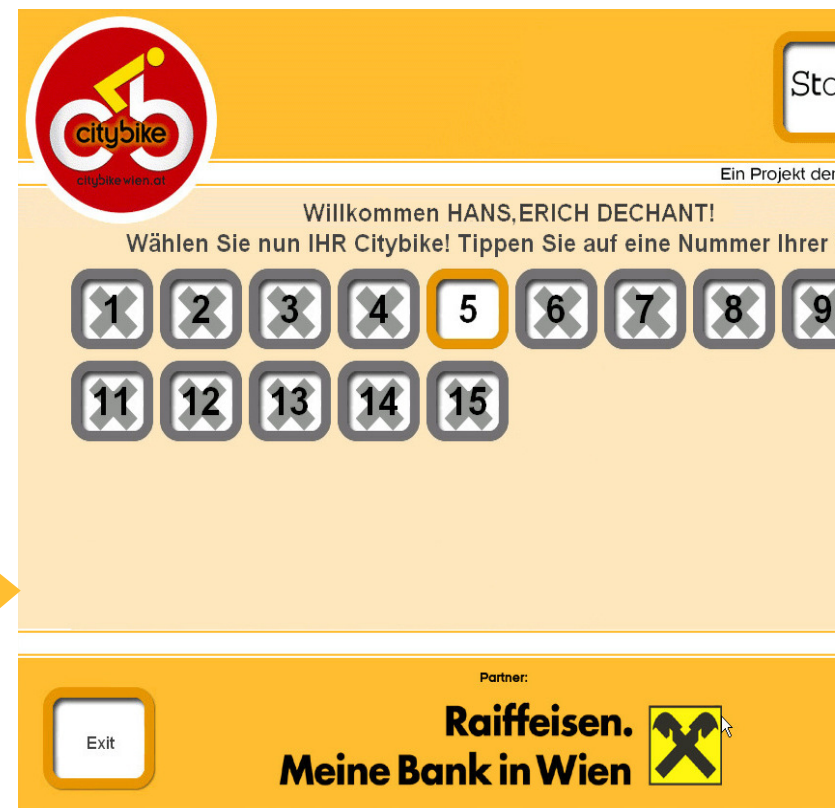 Sta
citybike
citybikewien.at
Ein Projekt der
Willkommen HANS,ERICH DECHANT!
Wählen Sie nun IHR Citybike! Tippen Sie auf eine Nummer Ihrer
1 2 3 4 5 6 7 8 9
11 12 13 14 15
Partner:
Raiffeisen.
Meine Bank in Wien
Exit